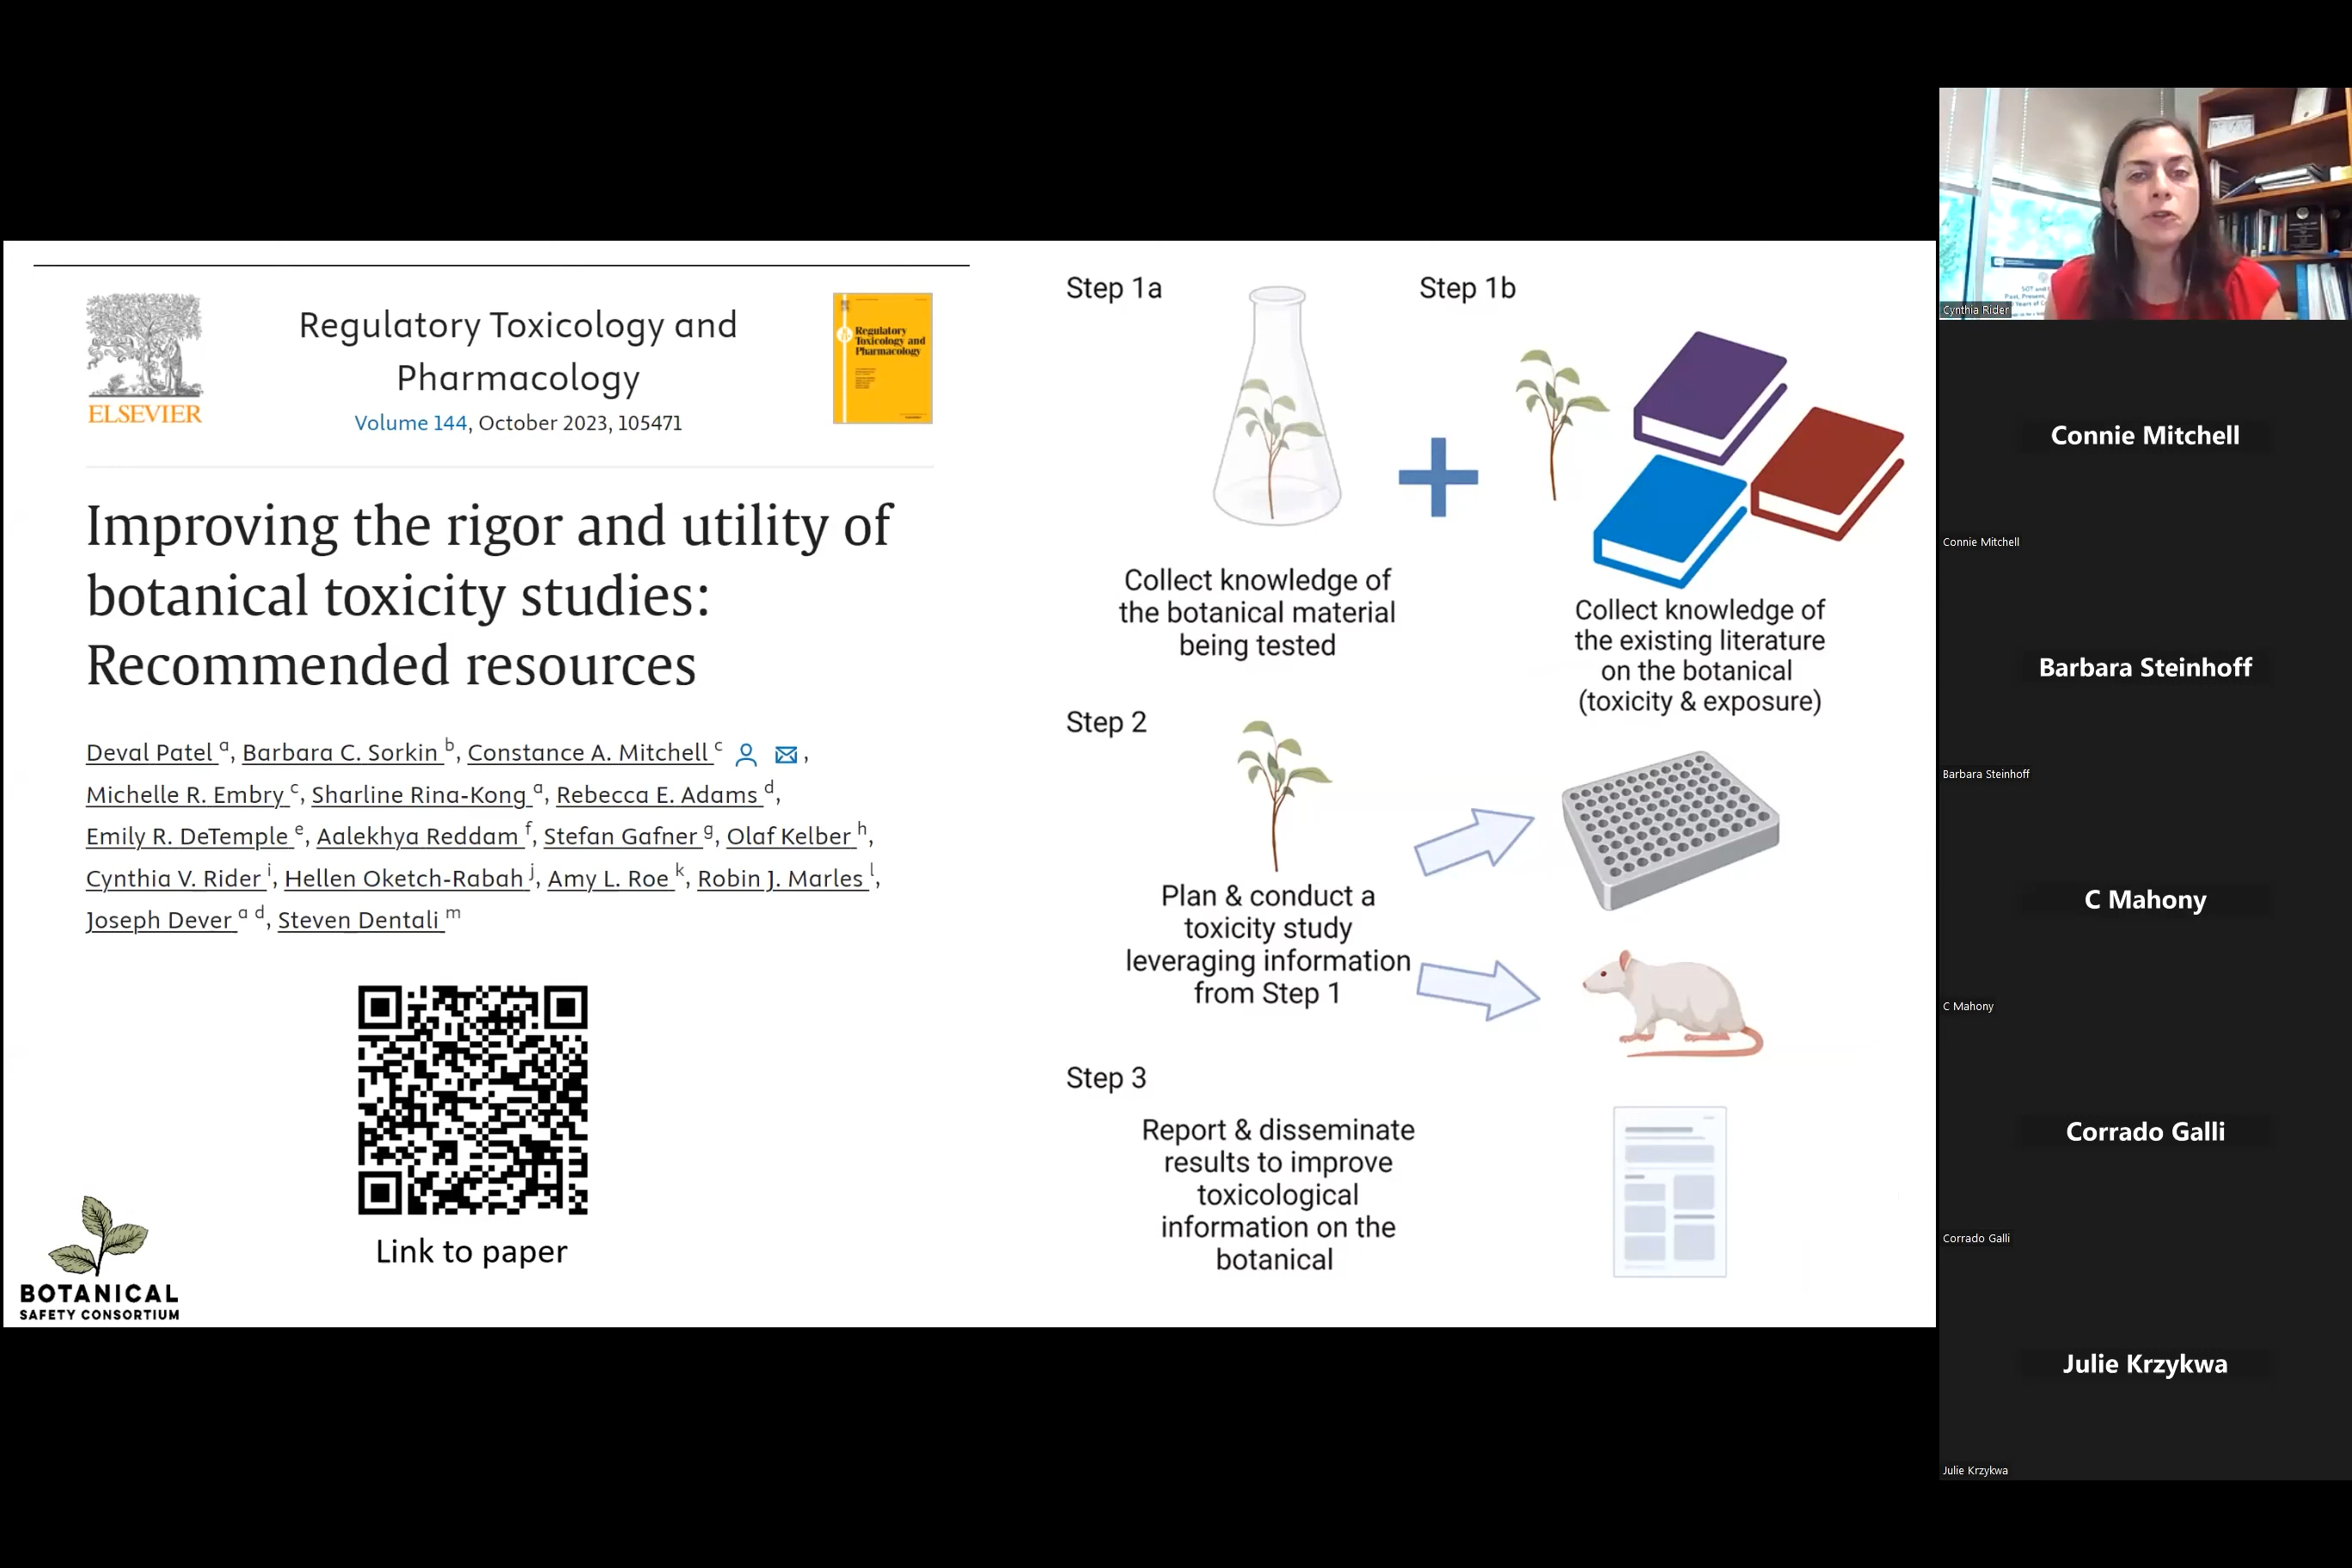 ELSEVIER
Regulatory Toxicology and
Pharmacology
Volume 144, October 2023, 105471
Regulatory
Toxicology and
Pharmacology
Improving the rigor and utility of
botanical toxicity studies:
Recommended resources
Deval Patel a, Barbara C. Sorkin b, Constance A. Mitchell c,
Michelle R. Embry c, Sharline Rina-Kong a, Rebecca E. Adams d,
Emily R. DeTemple e, Aalekhya Reddam f, Stefan Gafner g, Olaf Kelber h,
Cynthia V. Rider i, Hellen Oketch-Rabah j, Amy L. Roe k, Robin J. Marles l,
Joseph Dever a d, Steven Dentali m
Link to paper
BOTANICAL
SAFETY CONSORTIUM
Step 1a
Collect knowledge of
the botanical material
being tested
Step 1b
Collect knowledge of
the existing literature
on the botanical
(toxicity & exposure)
Step 2
Plan & conduct a
toxicity study
leveraging information
from Step 1
Step 3
Report & disseminate
results to improve
toxicological
information on the
botanical
Cynthia Rider
Connie Mitchell
Connie Mitchell
Barbara Steinhoff
Barbara Steinhoff
C Mahony
C Mahony
Corrado Galli
Corrado Galli
Julie Krzykwa
Julie Krzykwa